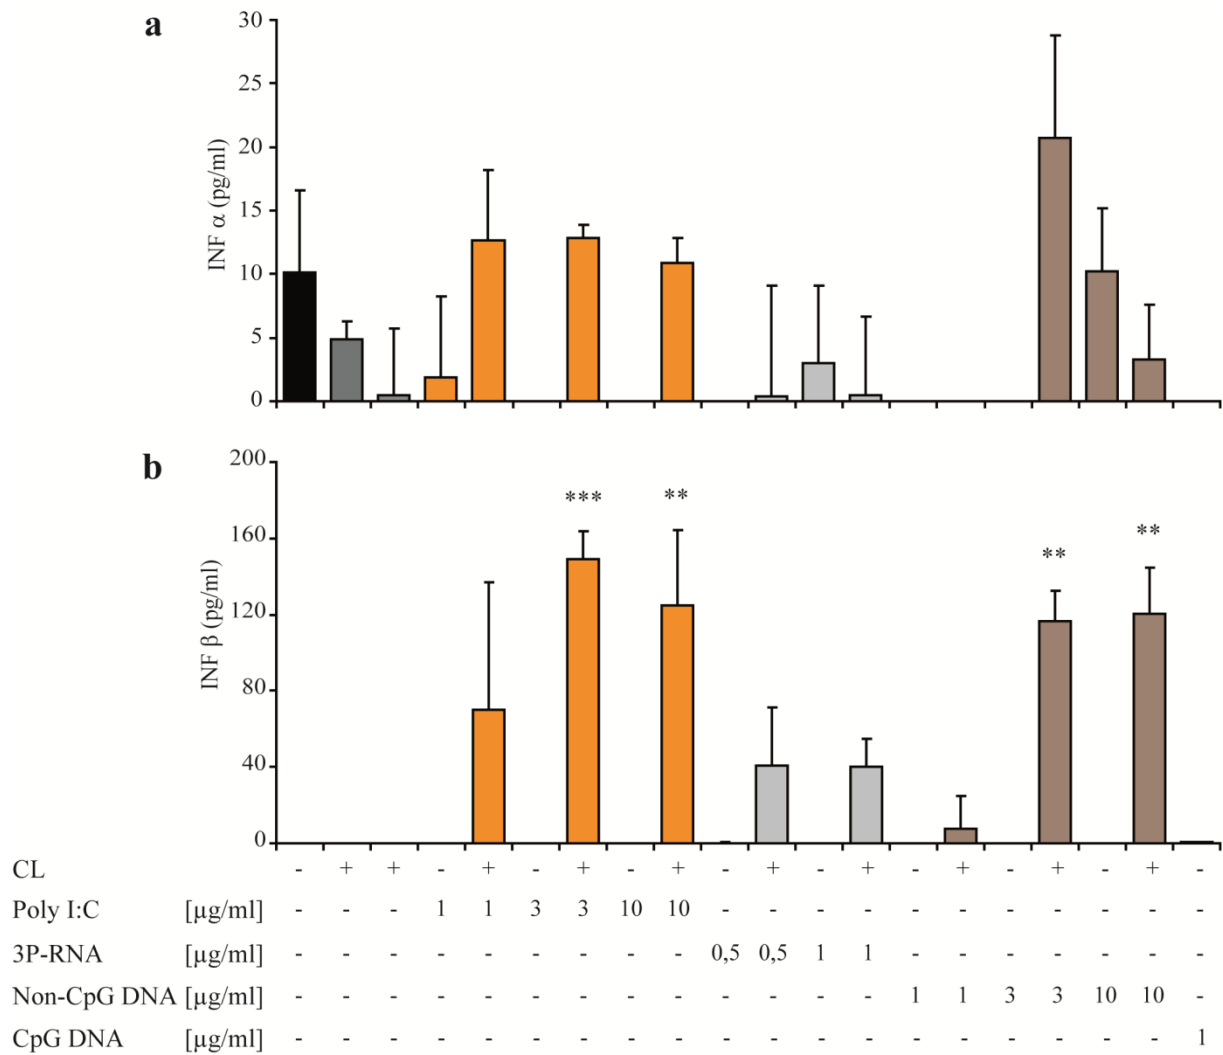 a
30
25
20
15
10
5
0
INF α (pg/ml)
b
200
160
120
80
40
0
INF β (pg/ml)
*** **
** **
CL - + + - + - + - + - + - + - + - + - + -
Poly I:C [µg/ml] - - - 1 1 3 3 10 10 - - - - - - - - - - -
3P-RNA [µg/ml] - - - - - - - - - 0,5 0,5 1 1 - - - - - - -
Non-CpG DNA [µg/ml] - - - - - - - - - - - - - 1 1 3 3 10 10 -
CpG DNA [µg/ml] - - - - - - - - - - - - - - - - - - - 1